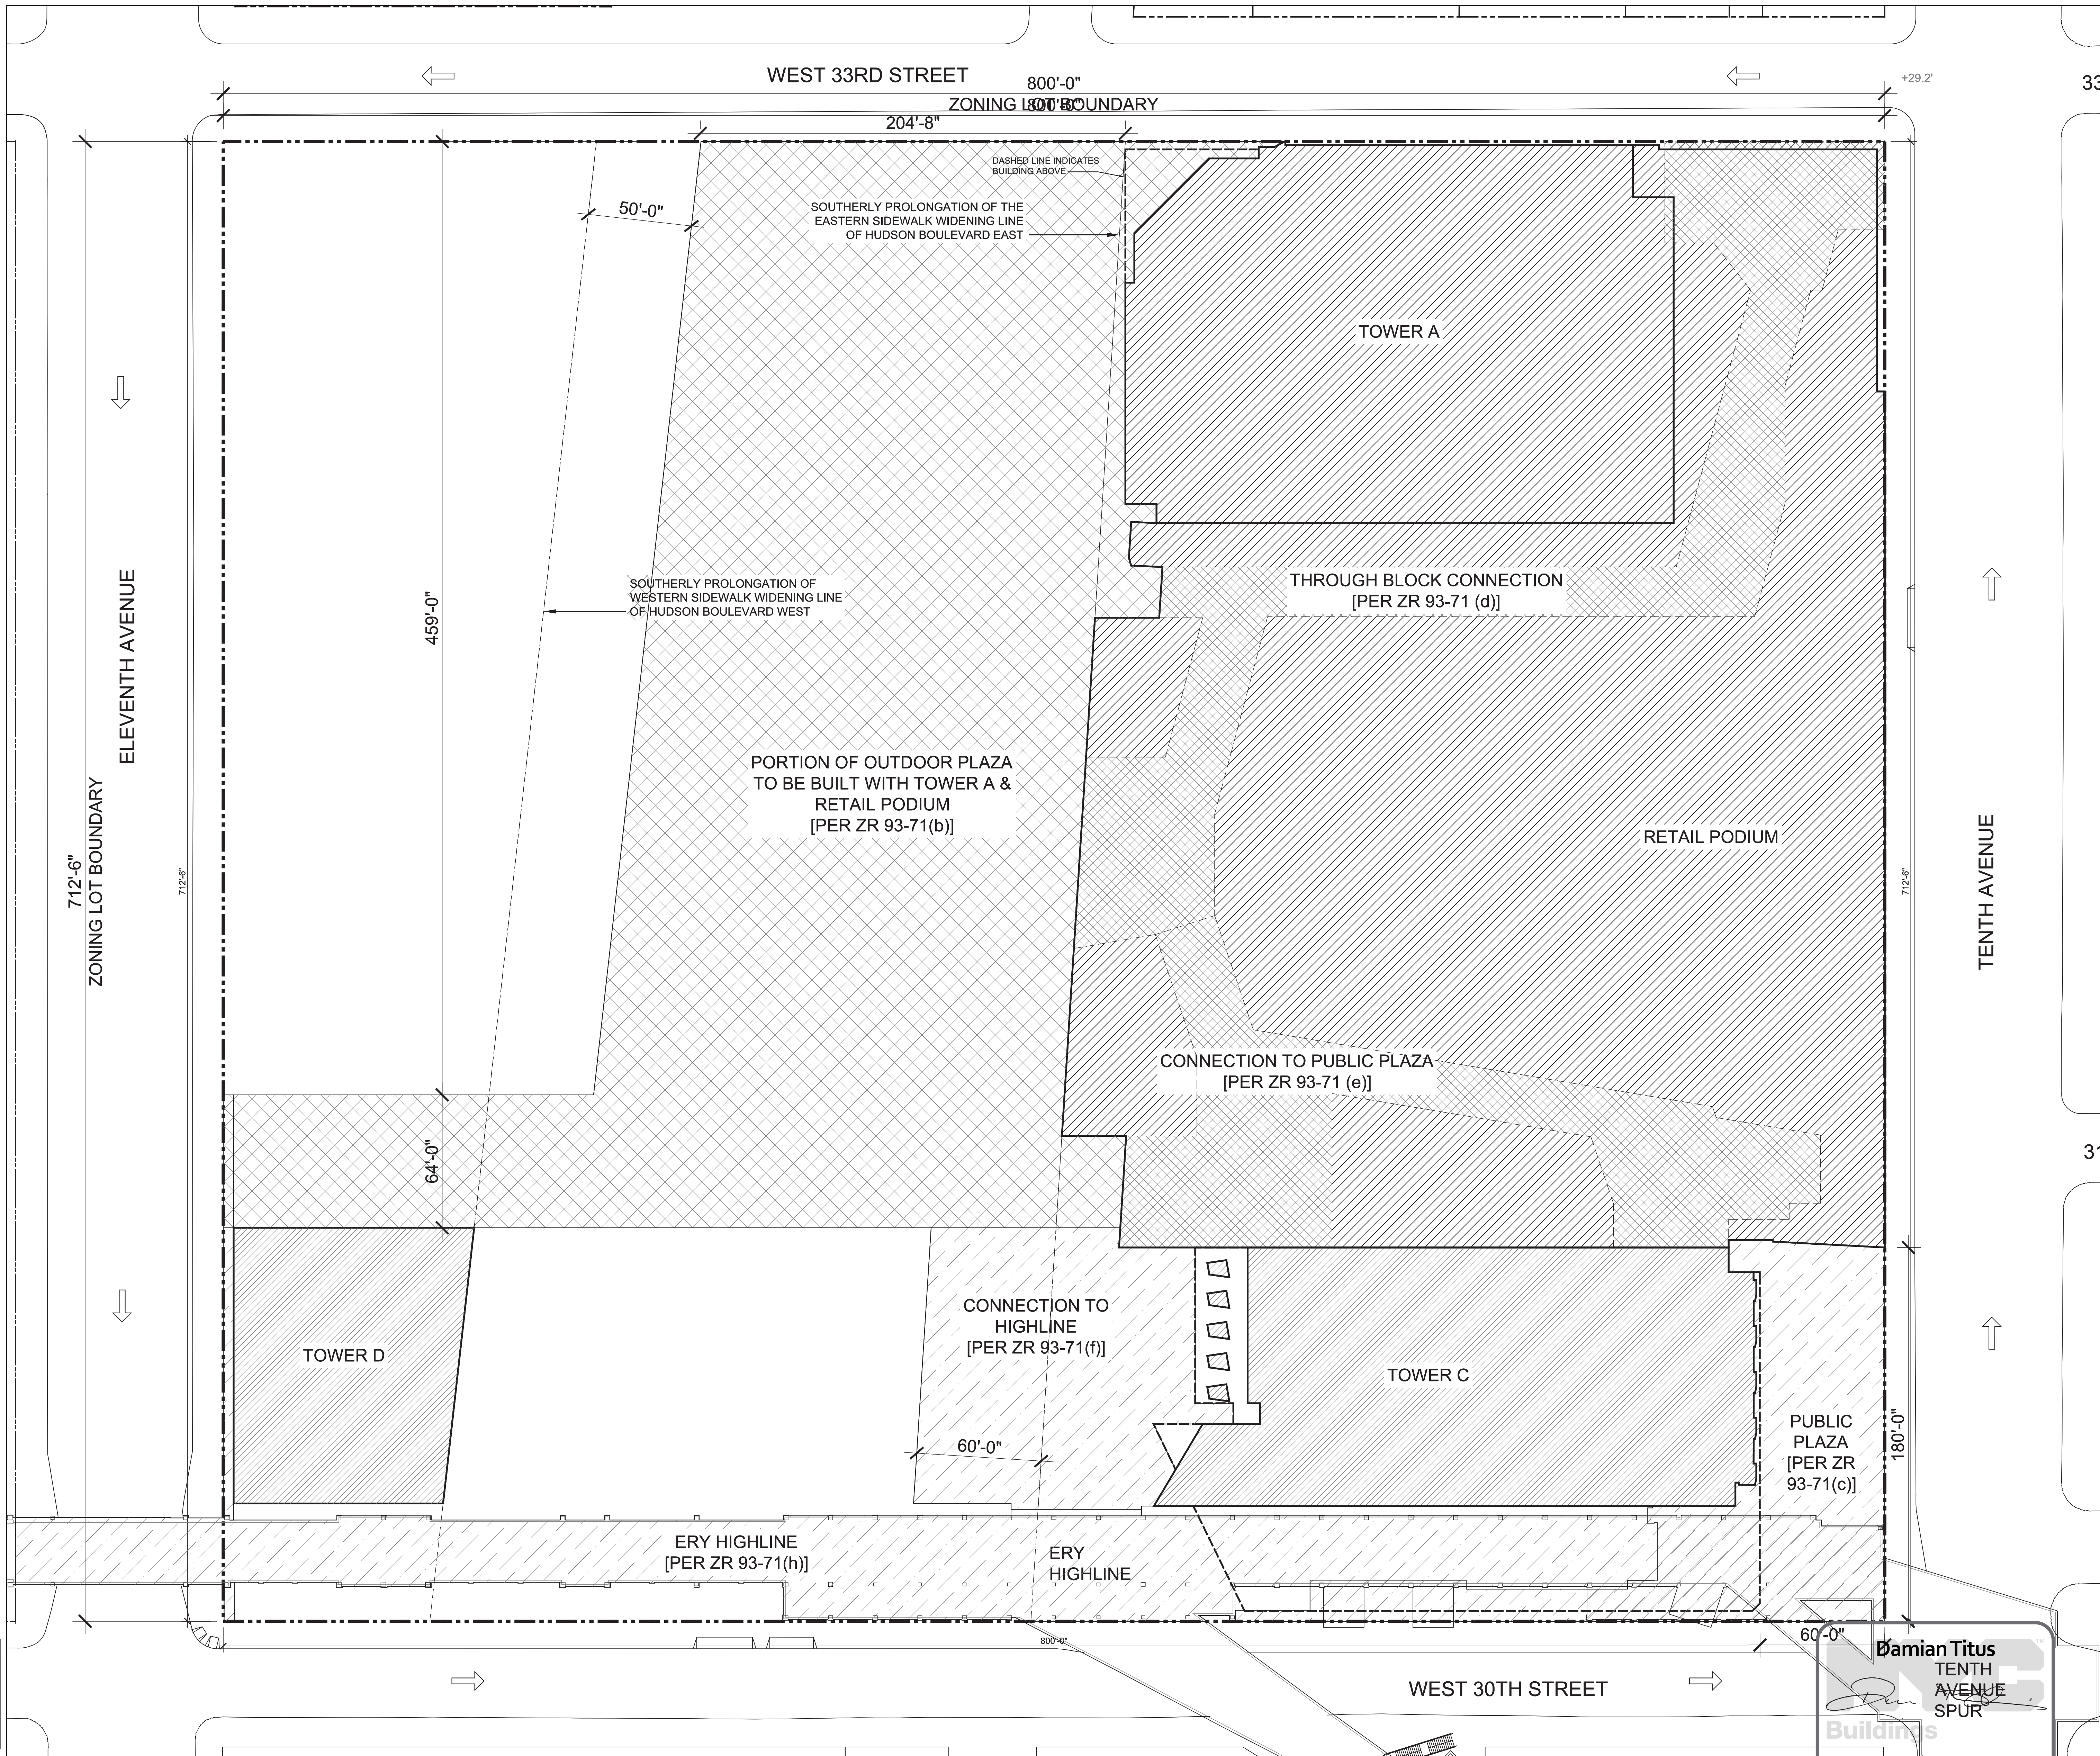 WEST 33RD STREET
800'-0"
ZONING LOT BOUNDARY
800'-0"
204'-8"
+29.2'
33
DASHED LINE INDICATES
BUILDING ABOVE
SOUTHERLY PROLONGATION OF THE
EASTERN SIDEWALK WIDENING LINE
OF HUDSON BOULEVARD EAST
50'-0"
TOWER A
SOUTHERLY PROLONGATION OF
WESTERN SIDEWALK WIDENING LINE
OF HUDSON BOULEVARD WEST
459'-0"
THROUGH BLOCK CONNECTION
[PER ZR 93-71 (d)]
ELEVENTH AVENUE
712'-6"
ZONING LOT BOUNDARY
712'-6"
PORTION OF OUTDOOR PLAZA
TO BE BUILT WITH TOWER A &
RETAIL PODIUM
[PER ZR 93-71(b)]
RETAIL PODIUM
712'-6"
TENTH AVENUE
CONNECTION TO PUBLIC PLAZA
[PER ZR 93-71 (e)]
64'-0"
31
TOWER D
CONNECTION TO
HIGHLINE
[PER ZR 93-71(f)]
TOWER C
60'-0"
PUBLIC
PLAZA
[PER ZR
93-71(c)]
180'-0"
ERY HIGHLINE
[PER ZR 93-71(h)]
ERY
HIGHLINE
800'-0"
60'-0"
WEST 30TH STREET
Damian Titus
TENTH
AVENUE
SPUR
NYC
Buildings